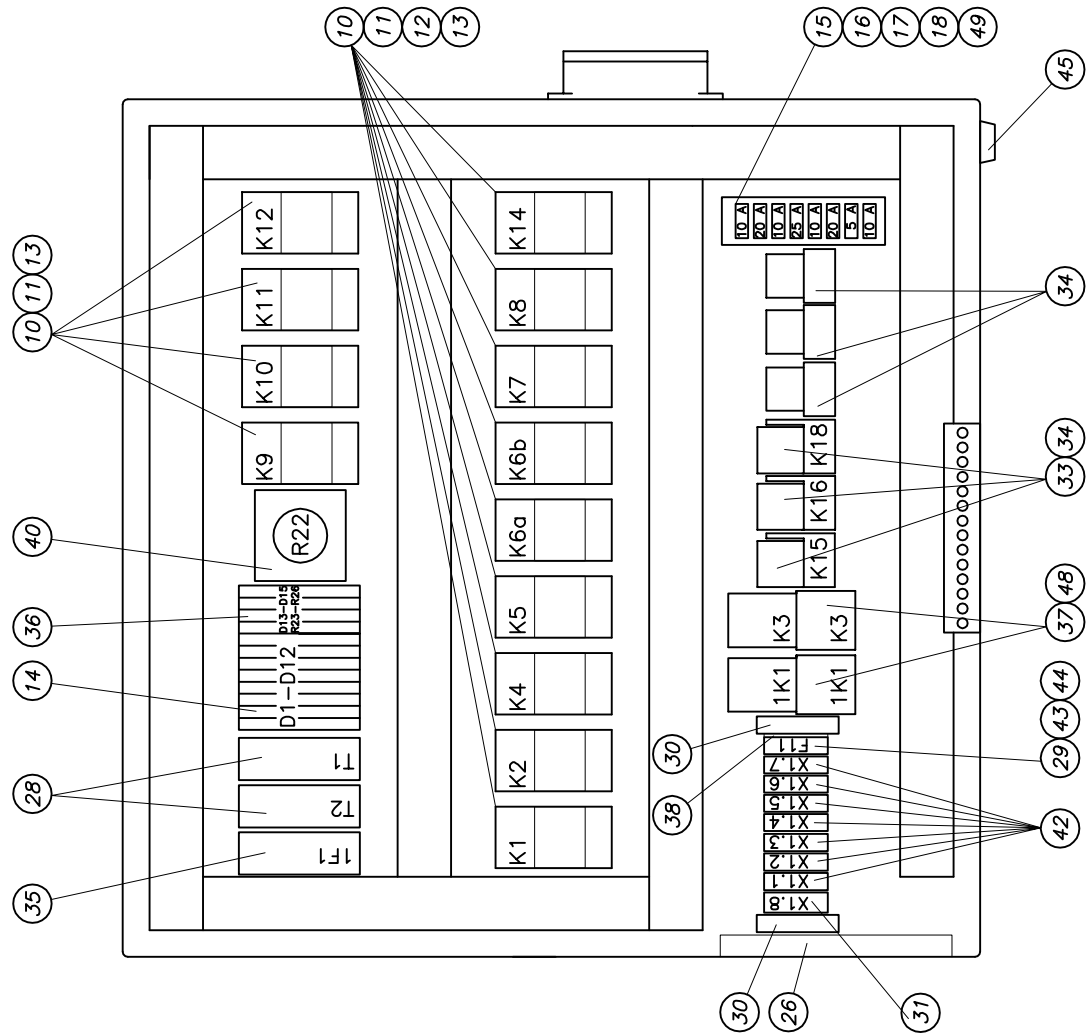 10 11 12 13
15 16 17 18 49
45
10 11 13
K12
K14
10 A
20 A
10 A
25 A
10 A
20 A
5 A
10 A
K11
K8
34
K10
K7
K9
K6b
K18
33 34
40
R22
K6a
K16
K15
36
D13-D15
R23-R26
K5
K3
K3
37 48
14
D1-D12
K4
1K1
1K1
30
29 43 44
28
T1
K2
38
F11
X1.7
X1.6
X1.5
X1.4
X1.3
X1.2
X1.1
X1.8
42
T2
35
1F1
K1
30
26
31